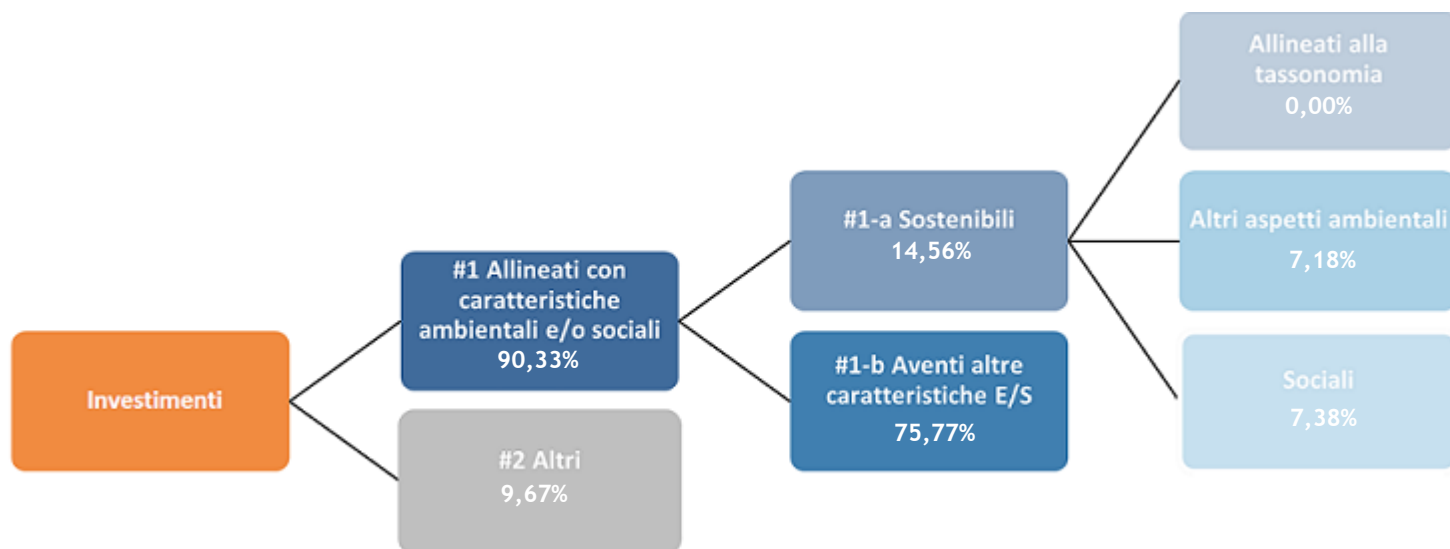 Investimenti
#1 Allineati con
caratteristiche
ambientali e/o sociali
90,33%
#2 Altri
9,67%
#1-a Sostenibili
14,56%
#1-b Aventi altre
caratteristiche E/S
75,77%
Allineati alla
tassonomia
0,00%
Altri aspetti ambientali
7,18%
Sociali
7,38%